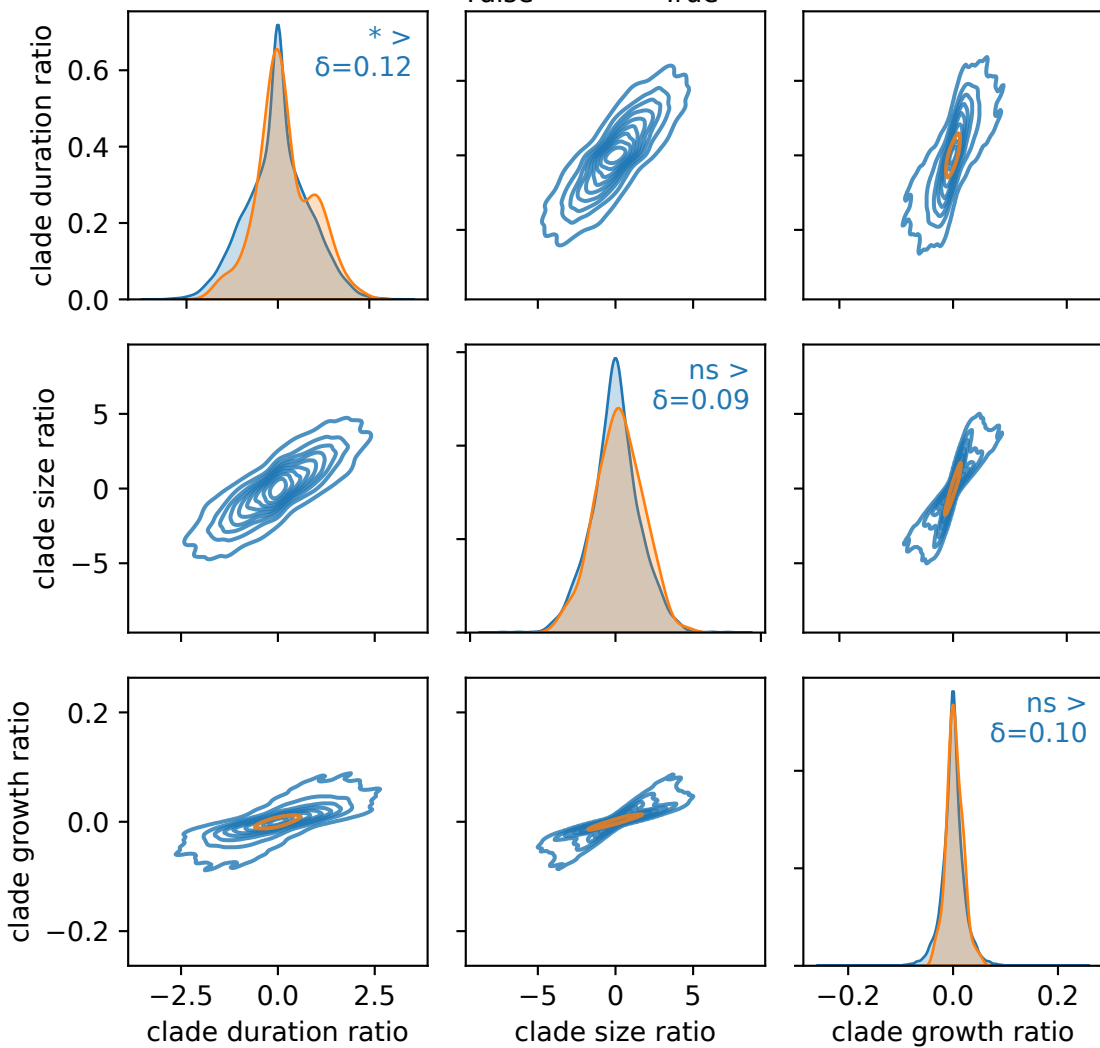 clade duration ratio
0.6
0.4
0.2
0.0
* >
δ=0.12
clade size ratio
5
0
−5
ns >
δ=0.09
clade growth ratio
0.2
0.0
−0.2
ns >
δ=0.10
−2.5 0.0 2.5
−5 0 5
−0.2 0.0 0.2
clade duration ratio
clade size ratio
clade growth ratio